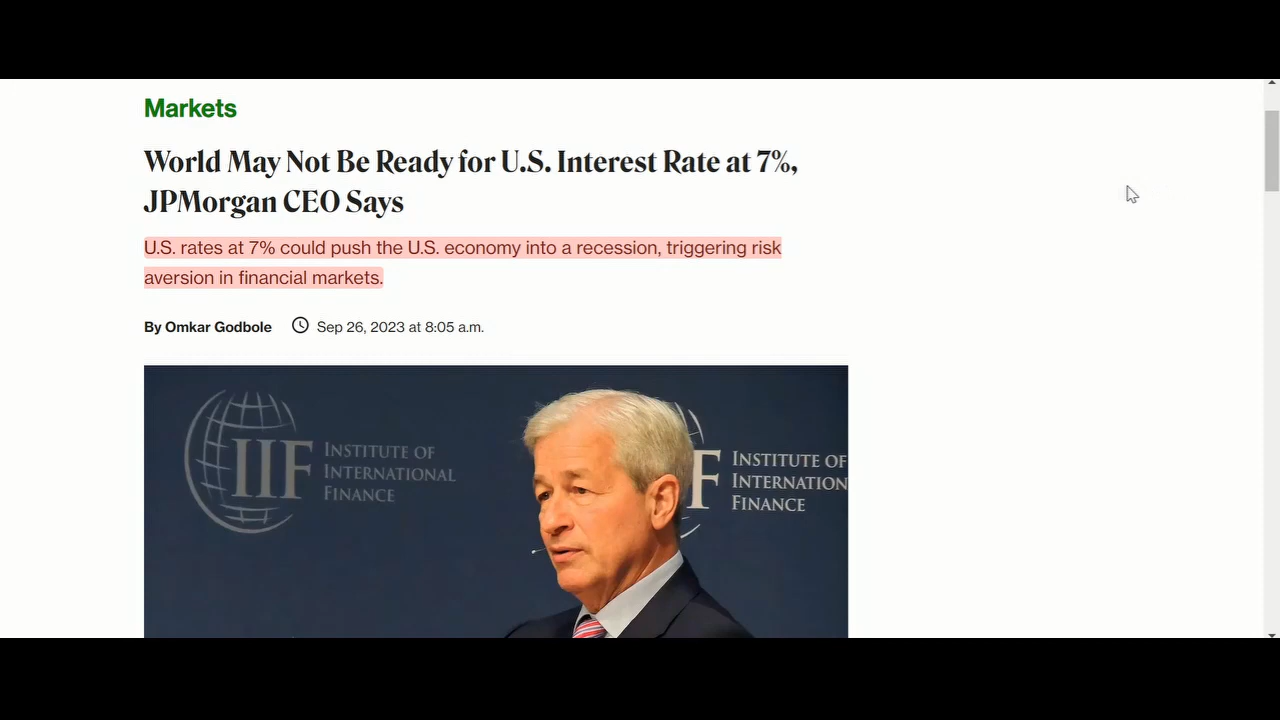 Markets
World May Not Be Ready for U.S. Interest Rate at 7%,
JPMorgan CEO Says
U.S. rates at 7% could push the U.S. economy into a recession, triggering risk
aversion in financial markets.
By Omkar Godbole Sep 26, 2023 at 8:05 a.m.
IIF
INSTITUTE OF
INTERNATIONAL
FINANCE
F
INSTITUTE OF
INTERNATION
FINANCE